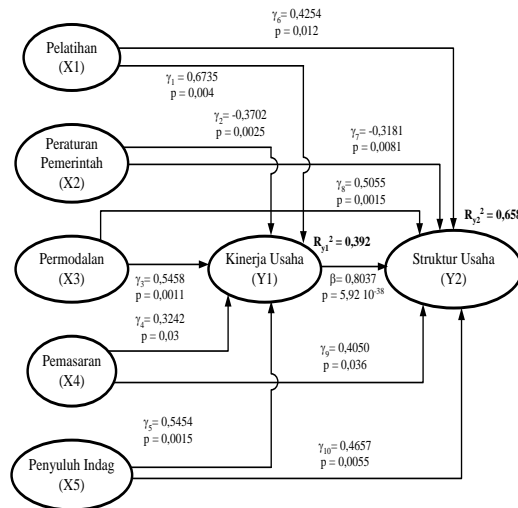 γ6 = 0,4254
p = 0,012
Pelatihan
(X1)
γ1 = 0,6735
p = 0,004
γ2 = -0,3702
p = 0,0025
Peraturan
Pemerintah
(X2)
γ7 = -0,3181
p = 0,0081
γ8 = 0,5055
p = 0,0015
Ry2² = 0,658
Ry1² = 0,392
Permodalan
(X3)
Kinerja Usaha
(Y1)
Struktur Usaha
(Y2)
γ3 = 0,5458
p = 0,0011
β= 0,8037
p = 5,92 10⁻³⁸
γ4 = 0,3242
p = 0,03
Pemasaran
(X4)
γ9 = 0,4050
p = 0,036
γ5 = 0,5454
p = 0,0015
Penyuluh Indag
(X5)
γ10 = 0,4657
p = 0,0055